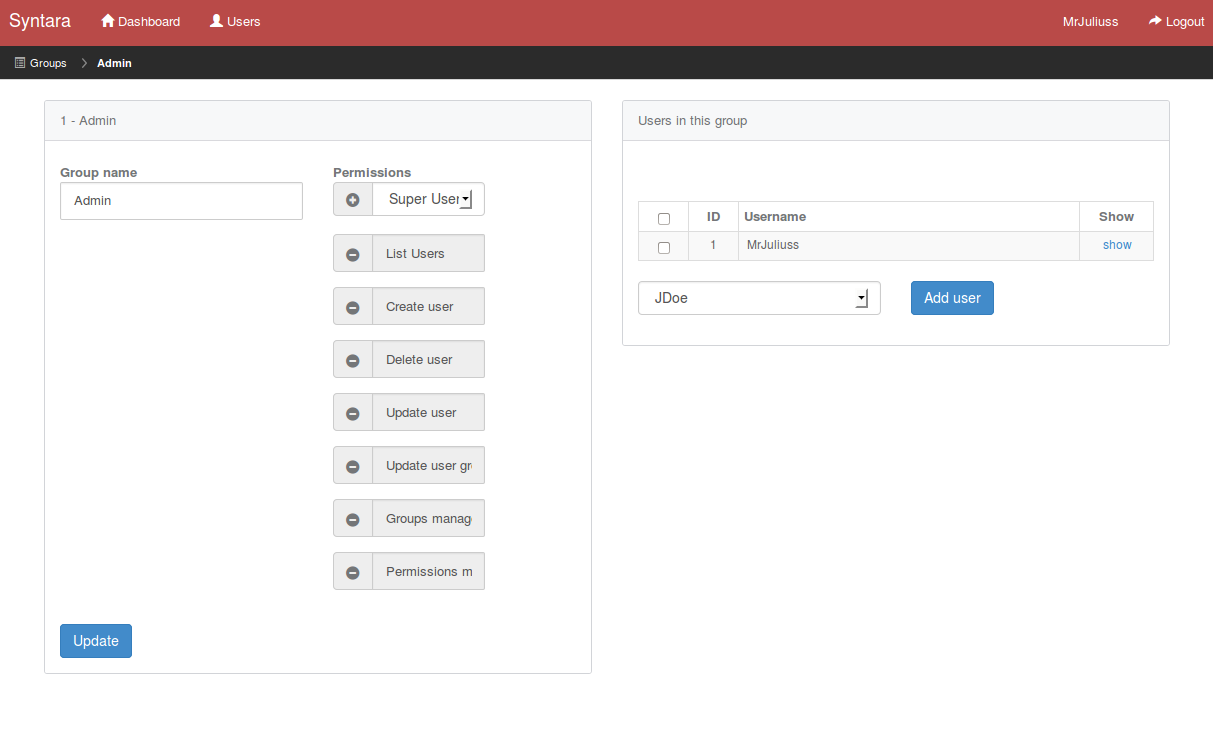 Syntara Dashboard Users MrJuliuss Logout
Groups Admin
1 - Admin
Group name
Admin
Permissions
Super User
List Users
Create user
Delete user
Update user
Update user gr
Groups manag
Permissions m
Update
Users in this group
ID Username Show
1 MrJuliuss show
JDoe Add user